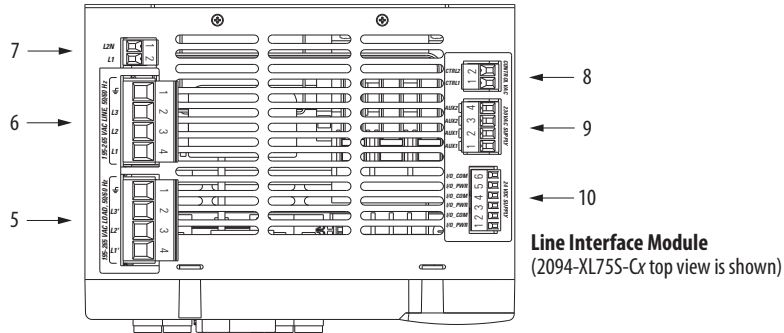 7
L2N
L1
1
2
6
195-265 VAC LINE, 50/60 Hz
L3
L2
L1
1
2
3
4
5
195-265 VAC LOAD, 50/60 Hz
L3'
L2'
L1'
1
2
3
4
CONTROL VAC
CTRL2
CTRL1
2
1
8
230 VAC SUPPLY
AUX2
AUX2
AUX1
AUX1
4
3
2
1
9
24 VDC SUPPLY
I/O_COM
I/O_PWR
I/O_COM
I/O_PWR
I/O_COM
I/O_PWR
6
5
4
3
2
1
10
Line Interface Module
(2094-XL75S-Cx top view is shown)